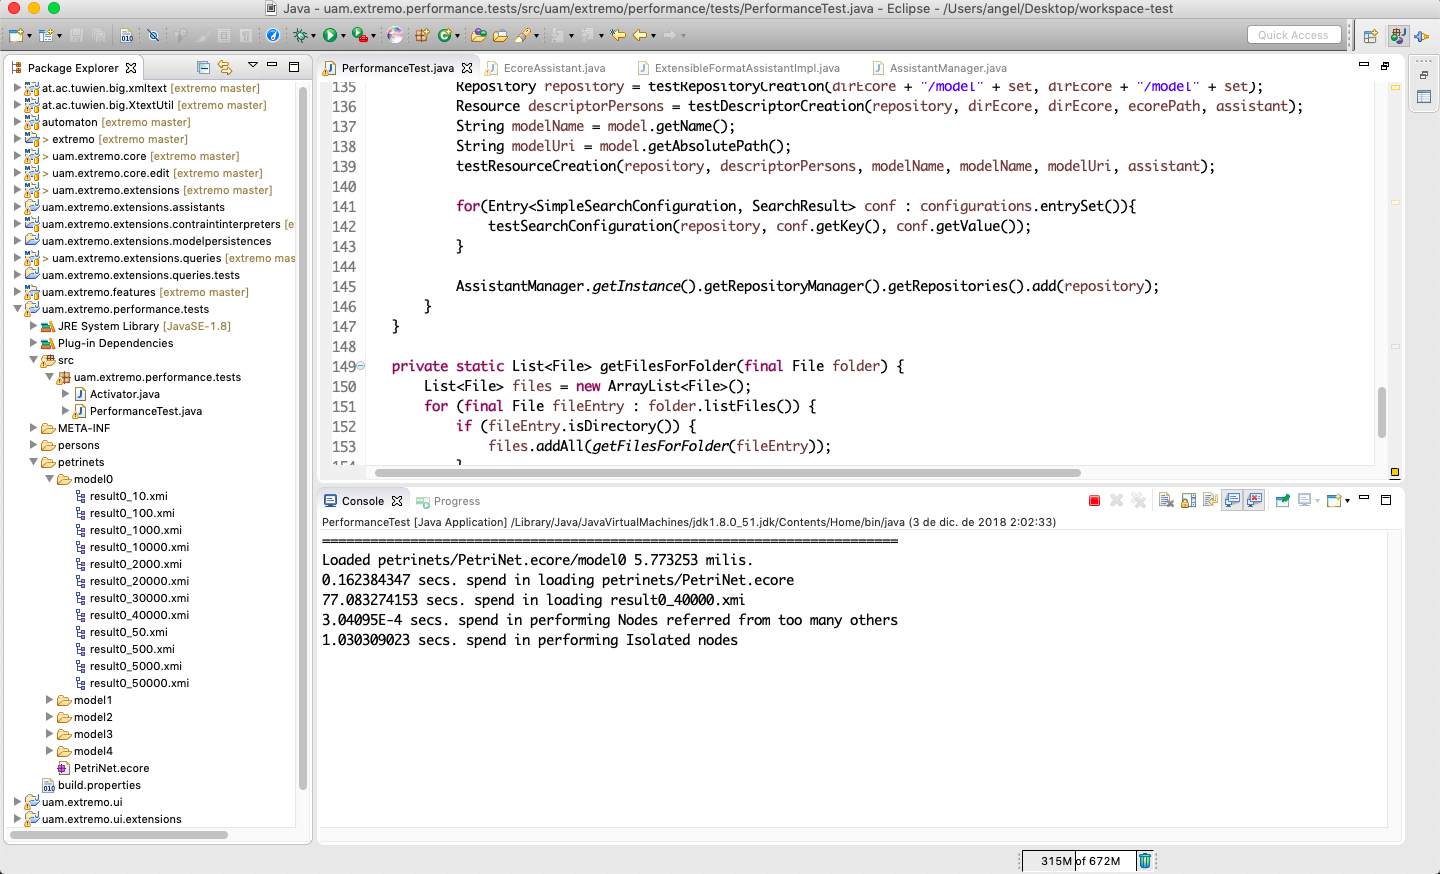 Java - uam.extremo.performance.tests/src/uam/extremo/performance/tests/PerformanceTest.java - Eclipse - /Users/angel/Desktop/workspace-test
Quick Access
Package Explorer
at.ac.tuwien.big.xmltext [extremo master]
at.ac.tuwien.big.XtextUtil [extremo master]
automaton [extremo master]
> extremo [extremo master]
> uam.extremo.core [extremo master]
> uam.extremo.core.edit [extremo master]
> uam.extremo.extensions [extremo master]
uam.extremo.extensions.assistants
uam.extremo.extensions.contraintinterpreters [e
uam.extremo.extensions.modelpersistences
> uam.extremo.extensions.queries [extremo mas
uam.extremo.extensions.queries.tests
uam.extremo.features [extremo master]
uam.extremo.performance.tests
JRE System Library [JavaSE-1.8]
Plug-in Dependencies
src
uam.extremo.performance.tests
Activator.java
PerformanceTest.java
META-INF
persons
petrinets
model0
result0_10.xmi
result0_100.xmi
result0_1000.xmi
result0_10000.xmi
result0_2000.xmi
result0_20000.xmi
result0_30000.xmi
result0_40000.xmi
result0_50.xmi
result0_500.xmi
result0_5000.xmi
result0_50000.xmi
model1
model2
model3
model4
PetriNet.ecore
build.properties
uam.extremo.ui
uam.extremo.ui.extensions
PerformanceTest.java EcoreAssistant.java ExtensibleFormatAssistantImpl.java AssistantManager.java
135 Repository repository = testRepositoryCreation(dirEcore + "/model" + set, dirEcore + "/model" + set);
136 Resource descriptorPersons = testDescriptorCreation(repository, dirEcore, dirEcore, ecorePath, assistant);
137 String modelName = model.getName();
138 String modelUri = model.getAbsolutePath();
139 testResourceCreation(repository, descriptorPersons, modelName, modelName, modelUri, assistant);
140
141 for(Entry<SimpleSearchConfiguration, SearchResult> conf : configurations.entrySet()){
142 testSearchConfiguration(repository, conf.getKey(), conf.getValue());
143 }
144
145 AssistantManager.getInstance().getRepositoryManager().getRepositories().add(repository);
146 }
147 }
148
149 private static List<File> getFilesForFolder(final File folder) {
150 List<File> files = new ArrayList<File>();
151 for (final File fileEntry : folder.listFiles()) {
152 if (fileEntry.isDirectory()) {
153 files.addAll(getFilesForFolder(fileEntry));
154 }
Console Progress
PerformanceTest [Java Application] /Library/Java/JavaVirtualMachines/jdk1.8.0_51.jdk/Contents/Home/bin/java (3 de dic. de 2018 2:02:33)
========================================================================
Loaded petrinets/PetriNet.ecore/model0 5.773253 milis.
0.162384347 secs. spend in loading petrinets/PetriNet.ecore
77.083274153 secs. spend in loading result0_40000.xmi
3.04095E-4 secs. spend in performing Nodes referred from too many others
1.030309023 secs. spend in performing Isolated nodes
315M of 672M